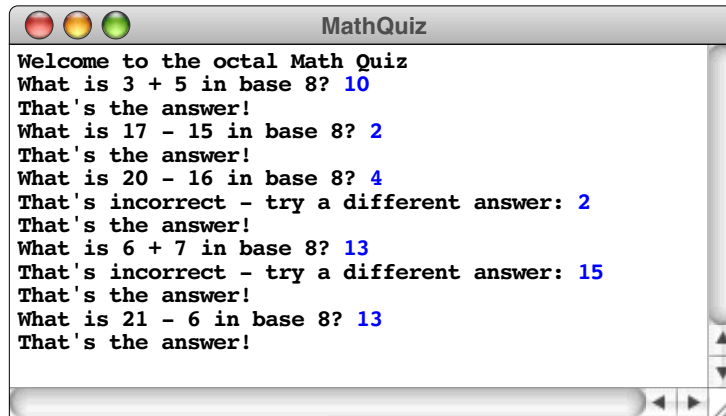 MathQuiz
Welcome to the octal Math Quiz
What is 3 + 5 in base 8? 10
That's the answer!
What is 17 - 15 in base 8? 2
That's the answer!
What is 20 - 16 in base 8? 4
That's incorrect - try a different answer: 2
That's the answer!
What is 6 + 7 in base 8? 13
That's incorrect - try a different answer: 15
That's the answer!
What is 21 - 6 in base 8? 13
That's the answer!